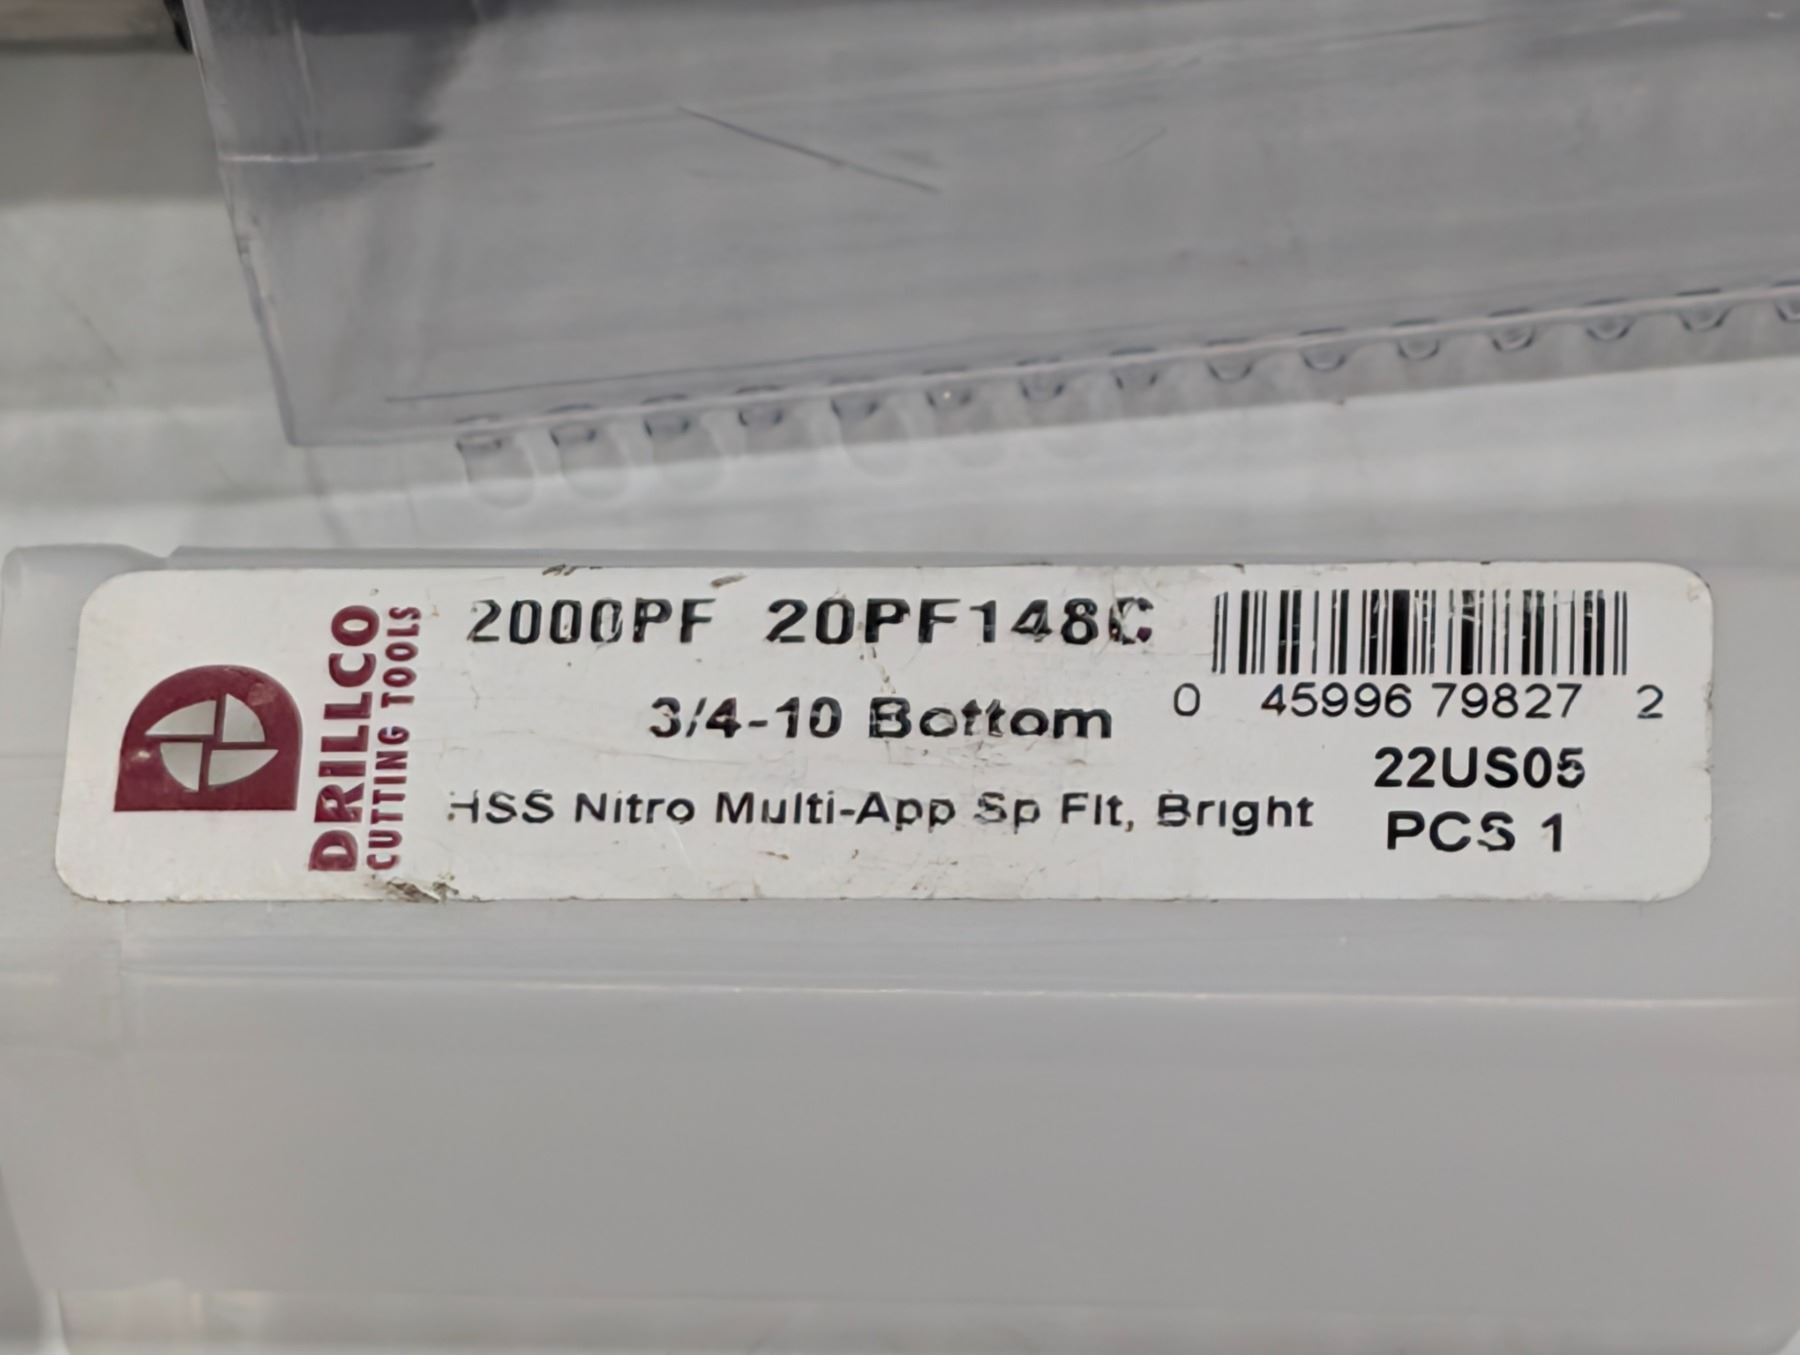 DRILLCO
CUTTING TOOLS
2000PF 20PF148C
3/4-10 Bottom
HSS Nitro Multi-App Sp Flt, Bright
0 45996 79827 2
22US05
PCS 1